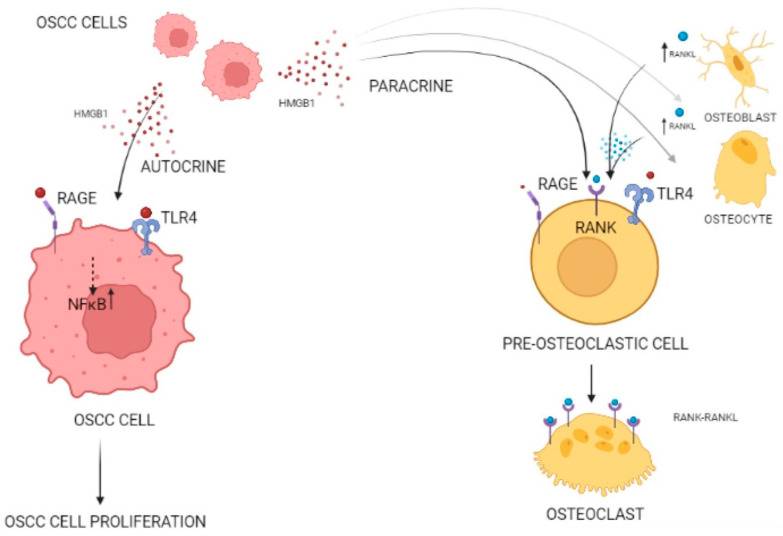 OSCC CELLS
HMGB1
PARACRINE
RANKL
OSTEOBLAST
RANKL
OSTEOCYTE
HMGB1
AUTOCRINE
RAGE
TLR4
NFκB
OSCC CELL
OSCC CELL PROLIFERATION
RAGE
TLR4
RANK
PRE-OSTEOCLASTIC CELL
RANK-RANKL
OSTEOCLAST